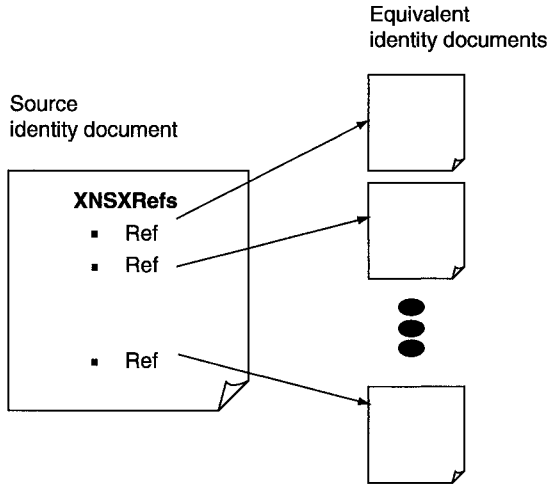 Equivalent
identity documents
Source
identity document
XNSXRefs
▪ Ref
▪ Ref
▪ Ref